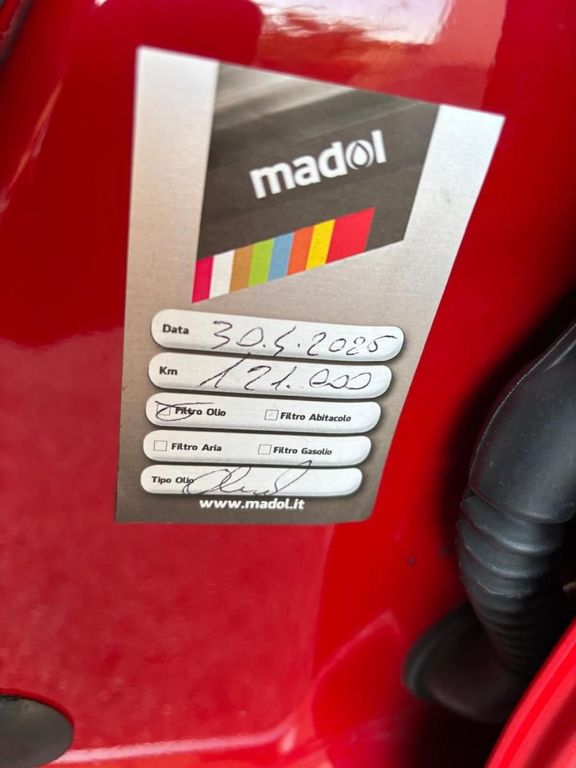 madol
Data 30.4.2025
Km 121.000
Filtro Olio Filtro Abitacolo
Filtro Aria Filtro Gasolio
Tipo Olio
www.madol.it